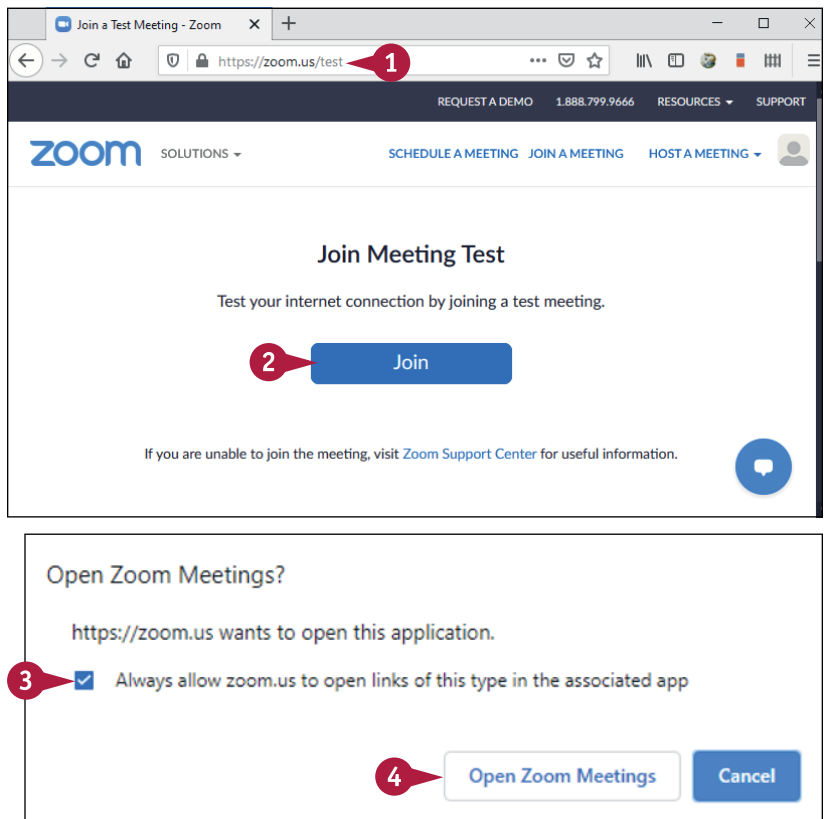 Join a Test Meeting - Zoom
https://zoom.us/test
1
REQUEST A DEMO 1.888.799.9666 RESOURCES SUPPORT
zoom SOLUTIONS SCHEDULE A MEETING JOIN A MEETING HOST A MEETING
Join Meeting Test
Test your internet connection by joining a test meeting.
2 Join
If you are unable to join the meeting, visit Zoom Support Center for useful information.
Open Zoom Meetings?
https://zoom.us wants to open this application.
3 Always allow zoom.us to open links of this type in the associated app
4 Open Zoom Meetings Cancel